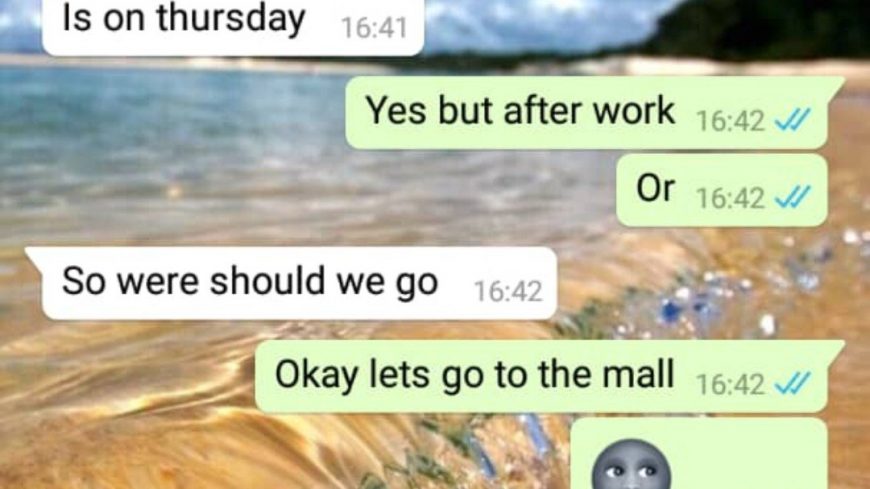 Is on thursday 16:41
Yes but after work 16:42
Or 16:42
So were should we go 16:42
Okay lets go to the mall 16:42